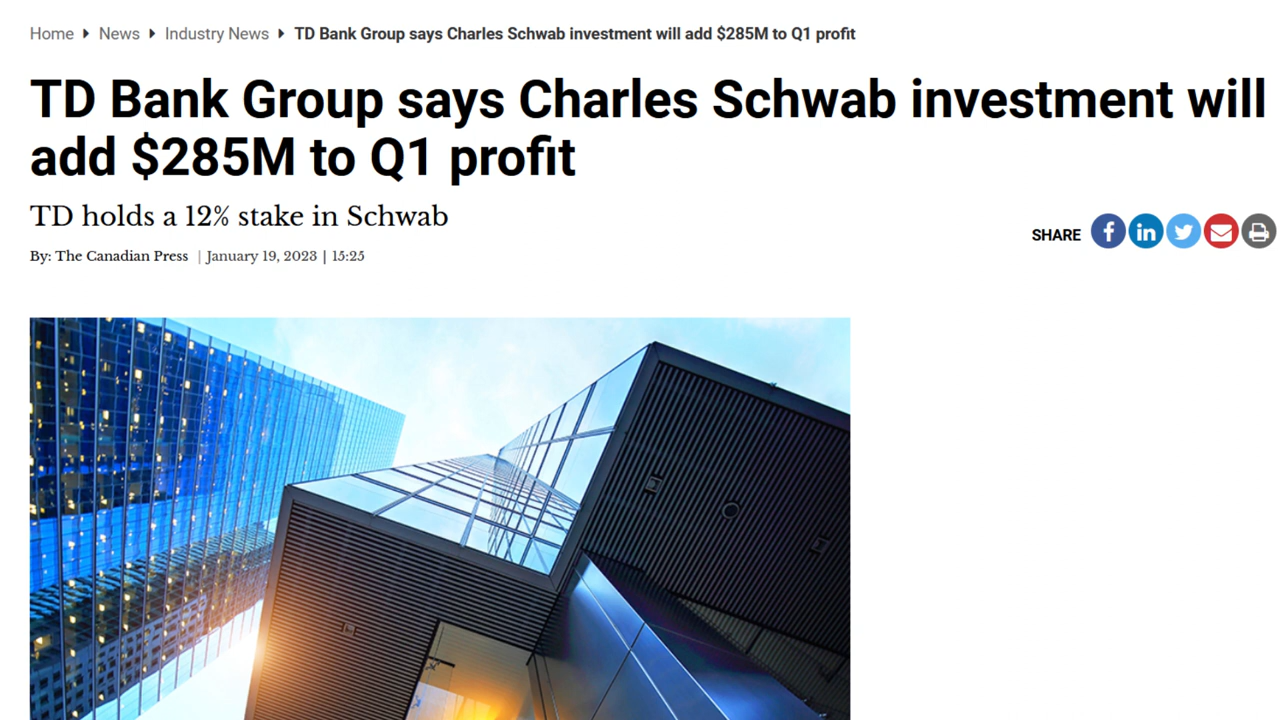 Home News Industry News TD Bank Group says Charles Schwab investment will add $285M to Q1 profit
TD Bank Group says Charles Schwab investment will
add $285M to Q1 profit
TD holds a 12% stake in Schwab
SHARE
By: The Canadian Press | January 19, 2023 | 15:25